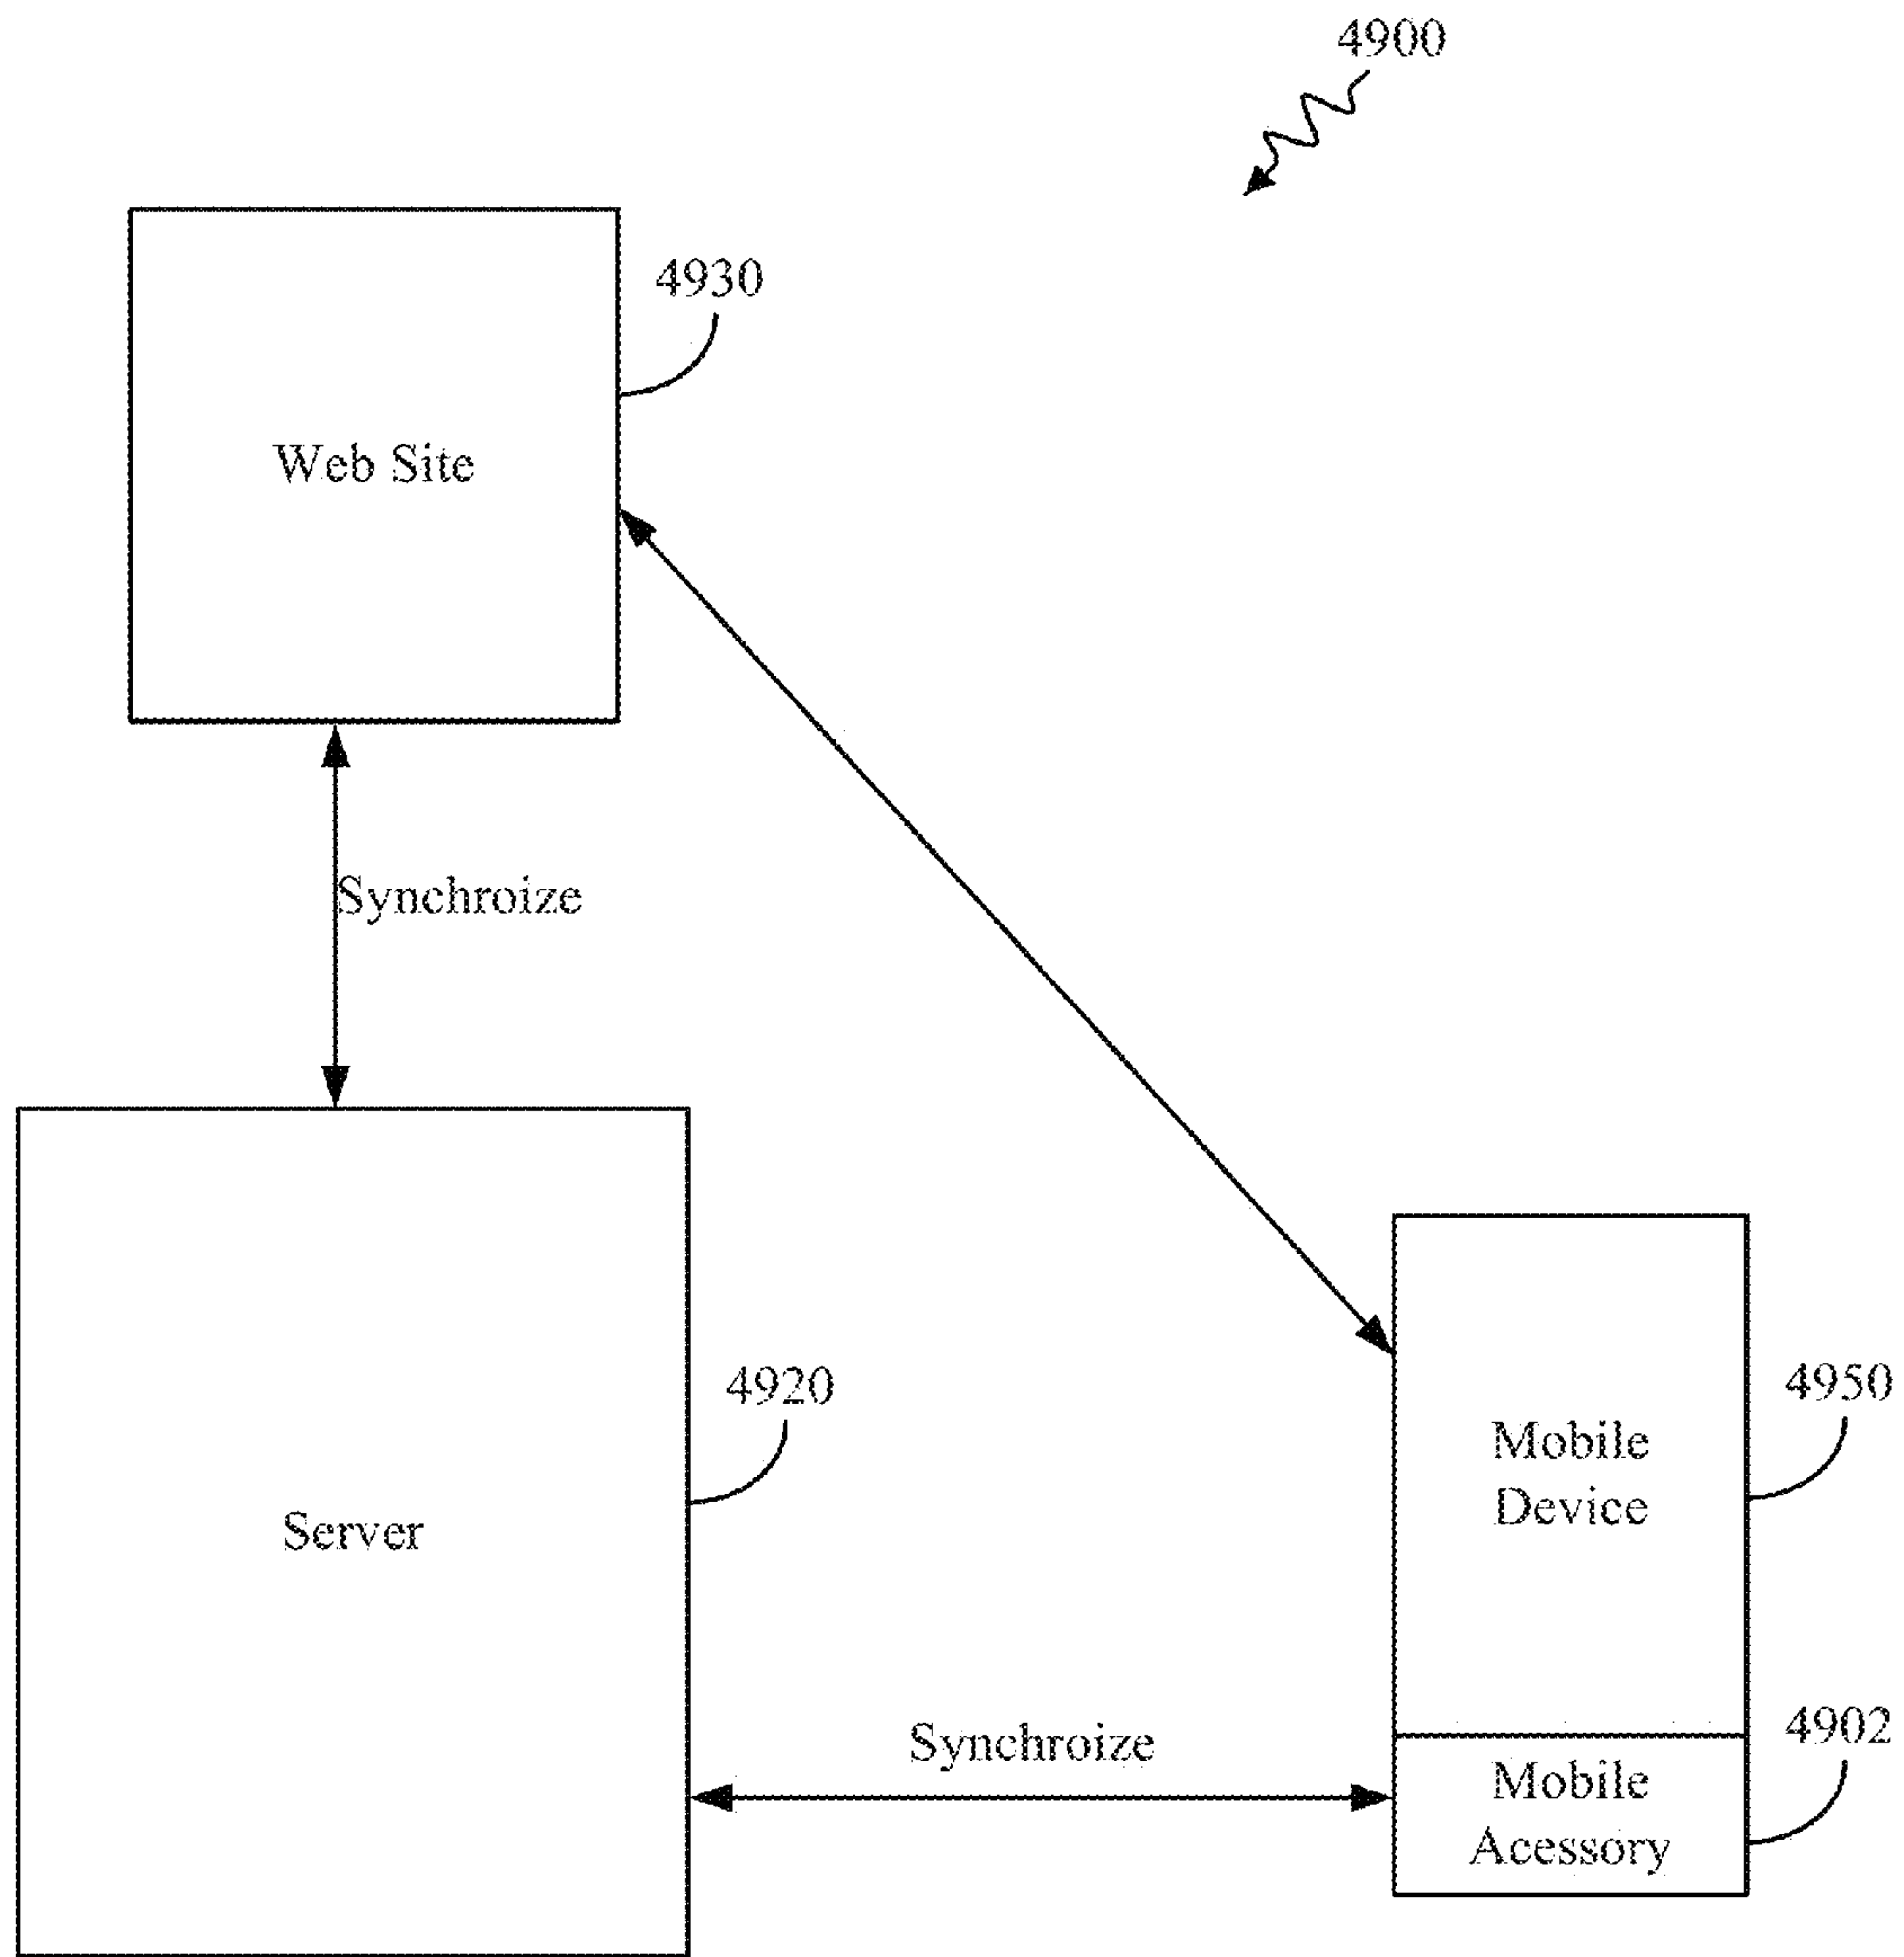 4900
4930
Web Site
Synchroize
4920
4950
Mobile
Device
Server
4902
Synchroize
Mobile
Acessory